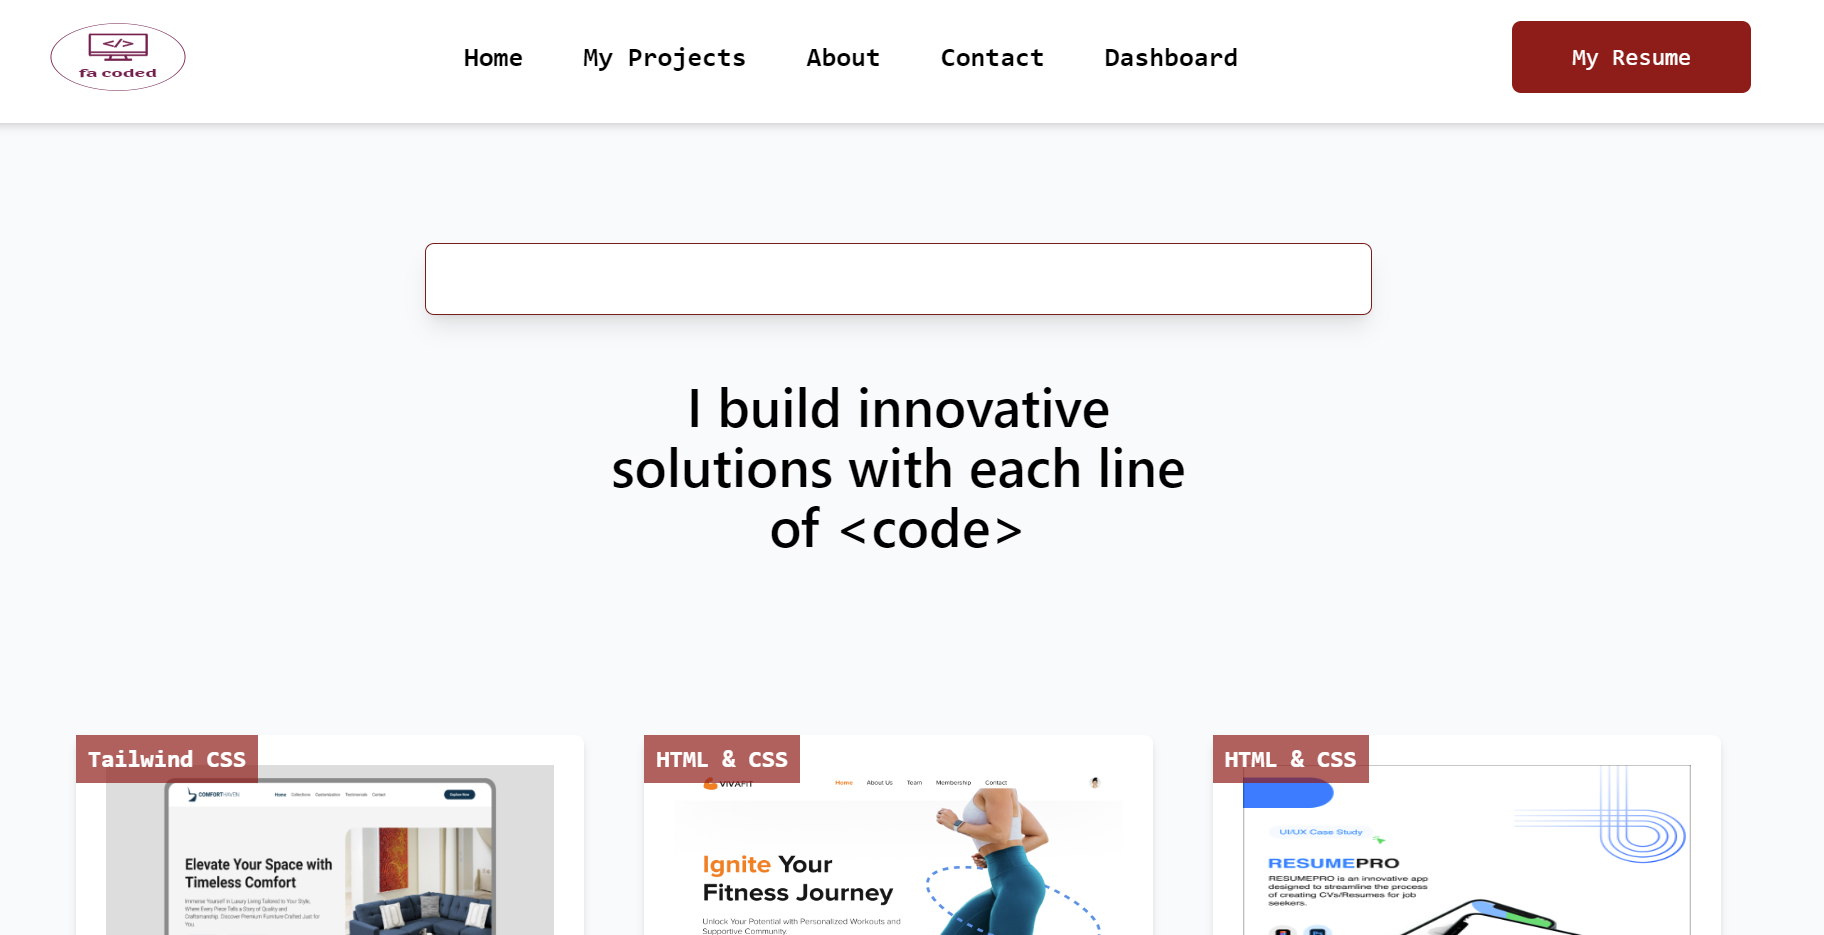 </>
fa coded
Home My Projects About Contact Dashboard
My Resume
I build innovative
solutions with each line
of <code>
Tailwind CSS
COMFORTHAVEN
Home Collections Customization Testimonials Contact
Explore Now
Elevate Your Space with
Timeless Comfort
Immerse Yourself in Luxury Living Tailored to Your Style,
Where Every Piece Tells a Story of Quality and
Craftsmanship. Discover Premium Furniture Crafted Just for
You.
HTML & CSS
VIVAFIT
Home About Us Team Membership Contact
Ignite Your
Fitness Journey
Unlock Your Potential with Personalized Workouts and
Supportive Community.
HTML & CSS
UI/UX Case Study
RESUMEPRO
RESUMEPRO is an innovative app
designed to streamline the process
of creating CVs/Resumes for job
seekers.